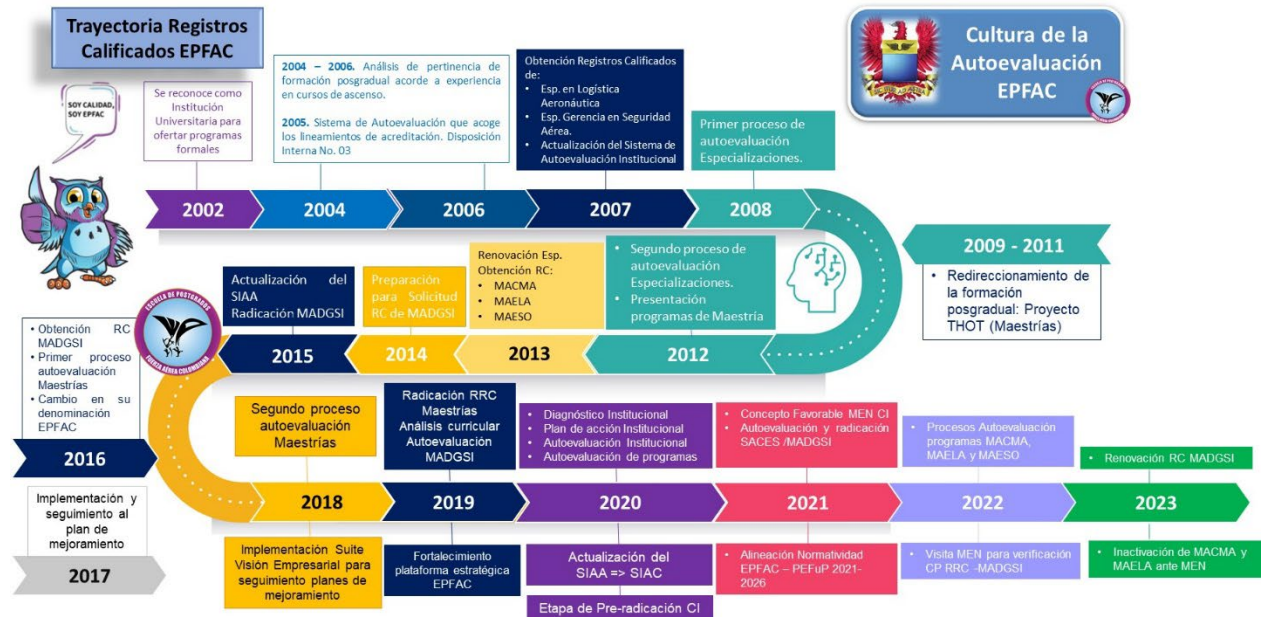 Trayectoria Registros
Calificados EPFAC
Cultura de la
Autoevaluación
EPFAC
SOY CALIDAD,
SOY EPFAC
Se reconoce como
Institución
Universitaria para
ofertar programas
formales
2004 – 2006. Análisis de pertinencia de
formación posgradual acorde a experiencia
en cursos de ascenso.
2005. Sistema de Autoevaluación que acoge
los lineamientos de acreditación. Disposición
Interna No. 03
Obtención Registros Calificados
de:
• Esp. en Logística
Aeronáutica
• Esp. Gerencia en Seguridad
Aérea.
• Actualización del Sistema de
Autoevaluación Institucional
Primer proceso de
autoevaluación
Especializaciones.
2002
2004
2006
2007
2008
2009 - 2011
• Redireccionamiento de
la formación
posgradual: Proyecto
THOT (Maestrías)
Segundo proceso de
autoevaluación
Especializaciones.
• Presentación
programas de Maestría
2012
Renovación Esp.
Obtención RC:
• MACMA
• MAELA
• MAESO
2013
Preparación
para Solicitud
RC de MADGSI
2014
Actualización del
SIAA
Radicación MADGSI
2015
ESCUELA DE POSTGRADOS
FUERZA AÉREA COLOMBIANA
• Obtención RC
MADGSI
• Primer proceso
autoevaluación
Maestrías
• Cambio en su
denominación
EPFAC
2016
Implementación y
seguimiento al
plan de
mejoramiento
2017
Segundo proceso
autoevaluación
Maestrías
2018
Implementación Suite
Visión Empresarial para
seguimiento planes de
mejoramiento
Radicación RRC
Maestrías
Análisis curricular
Autoevaluación
MADGSI
2019
Fortalecimiento
plataforma estratégica
EPFAC
• Diagnóstico Institucional
• Plan de acción Institucional
• Autoevaluación Institucional
• Autoevaluación de programas
2020
Actualización del
SIAA => SIAC
Etapa de Pre-radicación CI
• Concepto Favorable MEN CI
• Autoevaluación y radicación
SACES /MADGSI
2021
• Alineación Normatividad
EPFAC – PEFuP 2021-
2026
• Procesos Autoevaluación
programas MACMA,
MAELA y MAESO
2022
• Visita MEN para verificación
CP RRC -MADGSI
• Renovación RC MADGSI
2023
• Inactivación de MACMA y
MAELA ante MEN